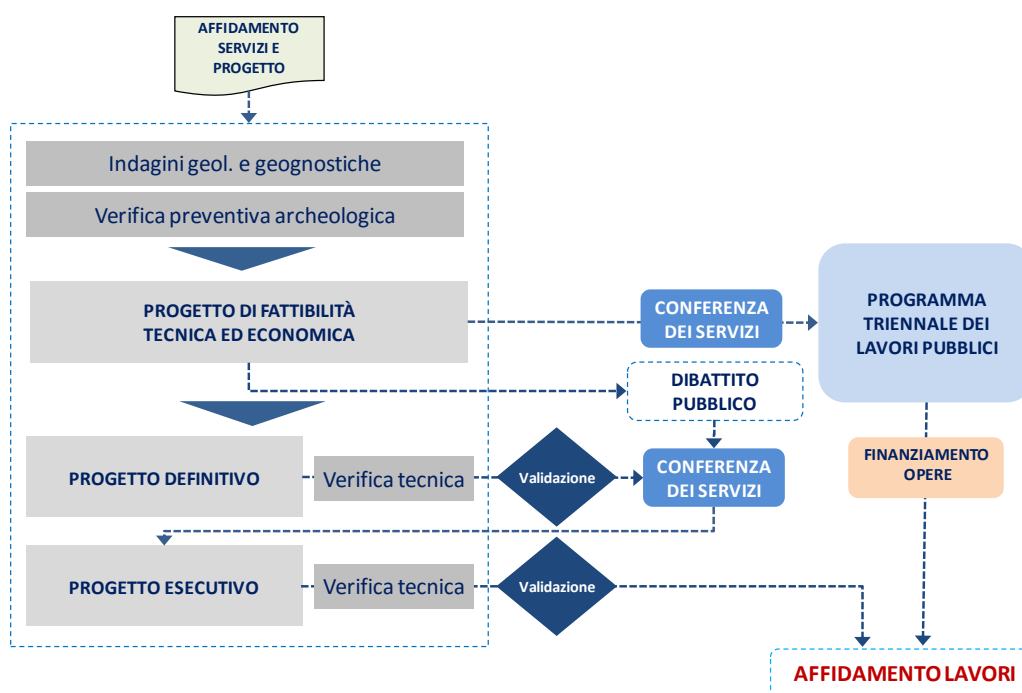 AFFIDAMENTO
SERVIZI E
PROGETTO
Indagini geol. e geognostiche
Verifica preventiva archeologica
PROGETTO DI FATTIBILITÀ
TECNICA ED ECONOMICA
CONFERENZA
DEI SERVIZI
PROGRAMMA
TRIENNALE DEI
LAVORI PUBBLICI
DIBATTITO
PUBBLICO
PROGETTO DEFINITIVO
Verifica tecnica
Validazione
CONFERENZA
DEI SERVIZI
FINANZIAMENTO
OPERE
PROGETTO ESECUTIVO
Verifica tecnica
Validazione
AFFIDAMENTO LAVORI